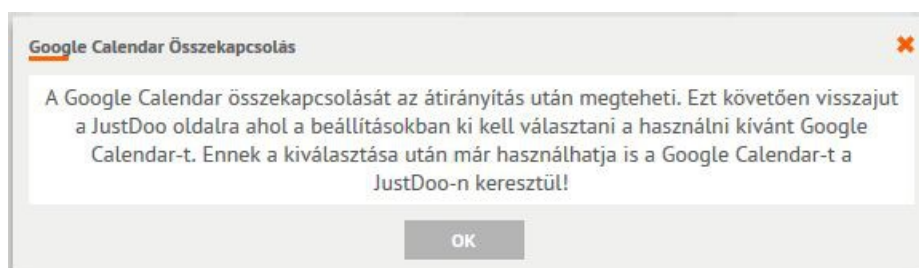 Google Calendar Összekapcsolás
A Google Calendar összekapcsolását az átirányítás után megteheti. Ezt követően visszajut
a JustDoo oldalra ahol a beállításokban ki kell választani a használni kívánt Google
Calendar-t. Ennek a kiválasztása után már használhatja is a Google Calendar-t a
JustDoo-n keresztül!
OK